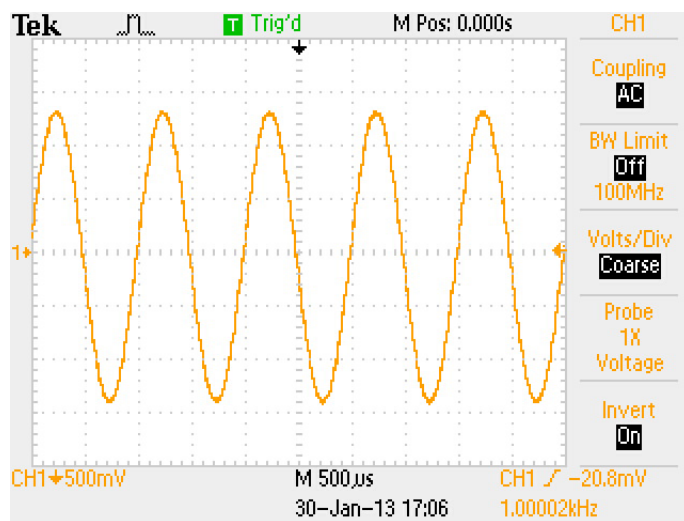 Tek T Trig'd M Pos: 0.000s CH1
Coupling
AC
BW Limit
Off
100MHz
1
Volts/Div
Coarse
Probe
1X
Voltage
Invert
On
CH1 500mV M 500µs CH1 −20.8mV
30−Jan−13 17:06 1.00002kHz